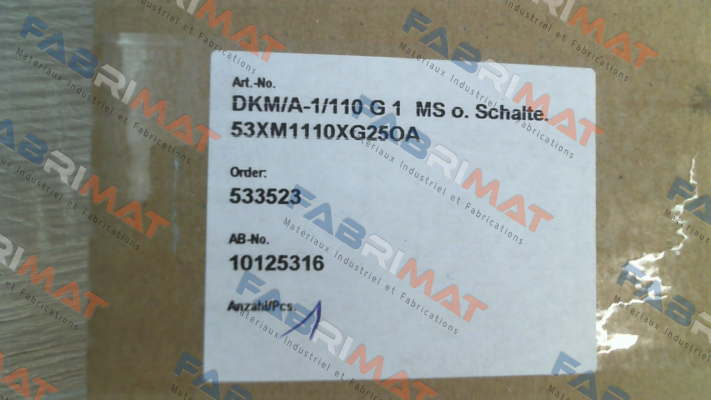 Art.-No.
DKM/A-1/110 G 1 MS o. Schalte.
53XM1110XG25OA
Order:
533523
AB-No.
10125316
Anzahl/Pcs 1
FABRIMAT
Materiaux Industriel et Fabrications